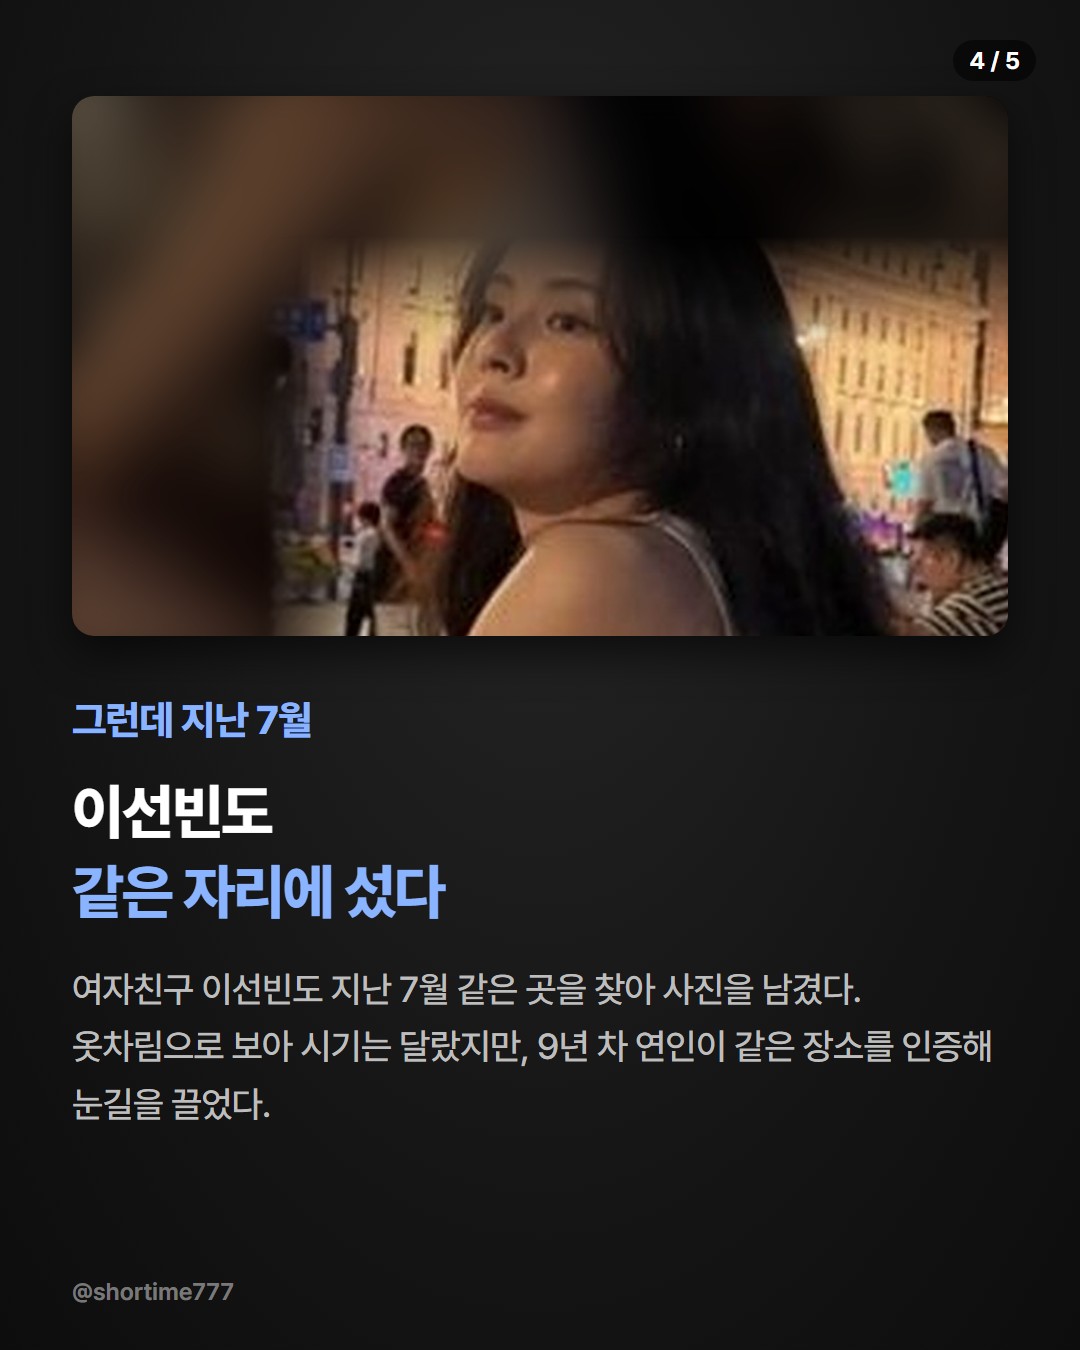 4 / 5
그런데 지난 7월
이선빈도
같은 자리에 섰다
여자친구 이선빈도 지난 7월 같은 곳을 찾아 사진을 남겼다.
옷차림으로 보아 시기는 달랐지만, 9년 차 연인이 같은 장소를 인증해
눈길을 끌었다.
@shortime777